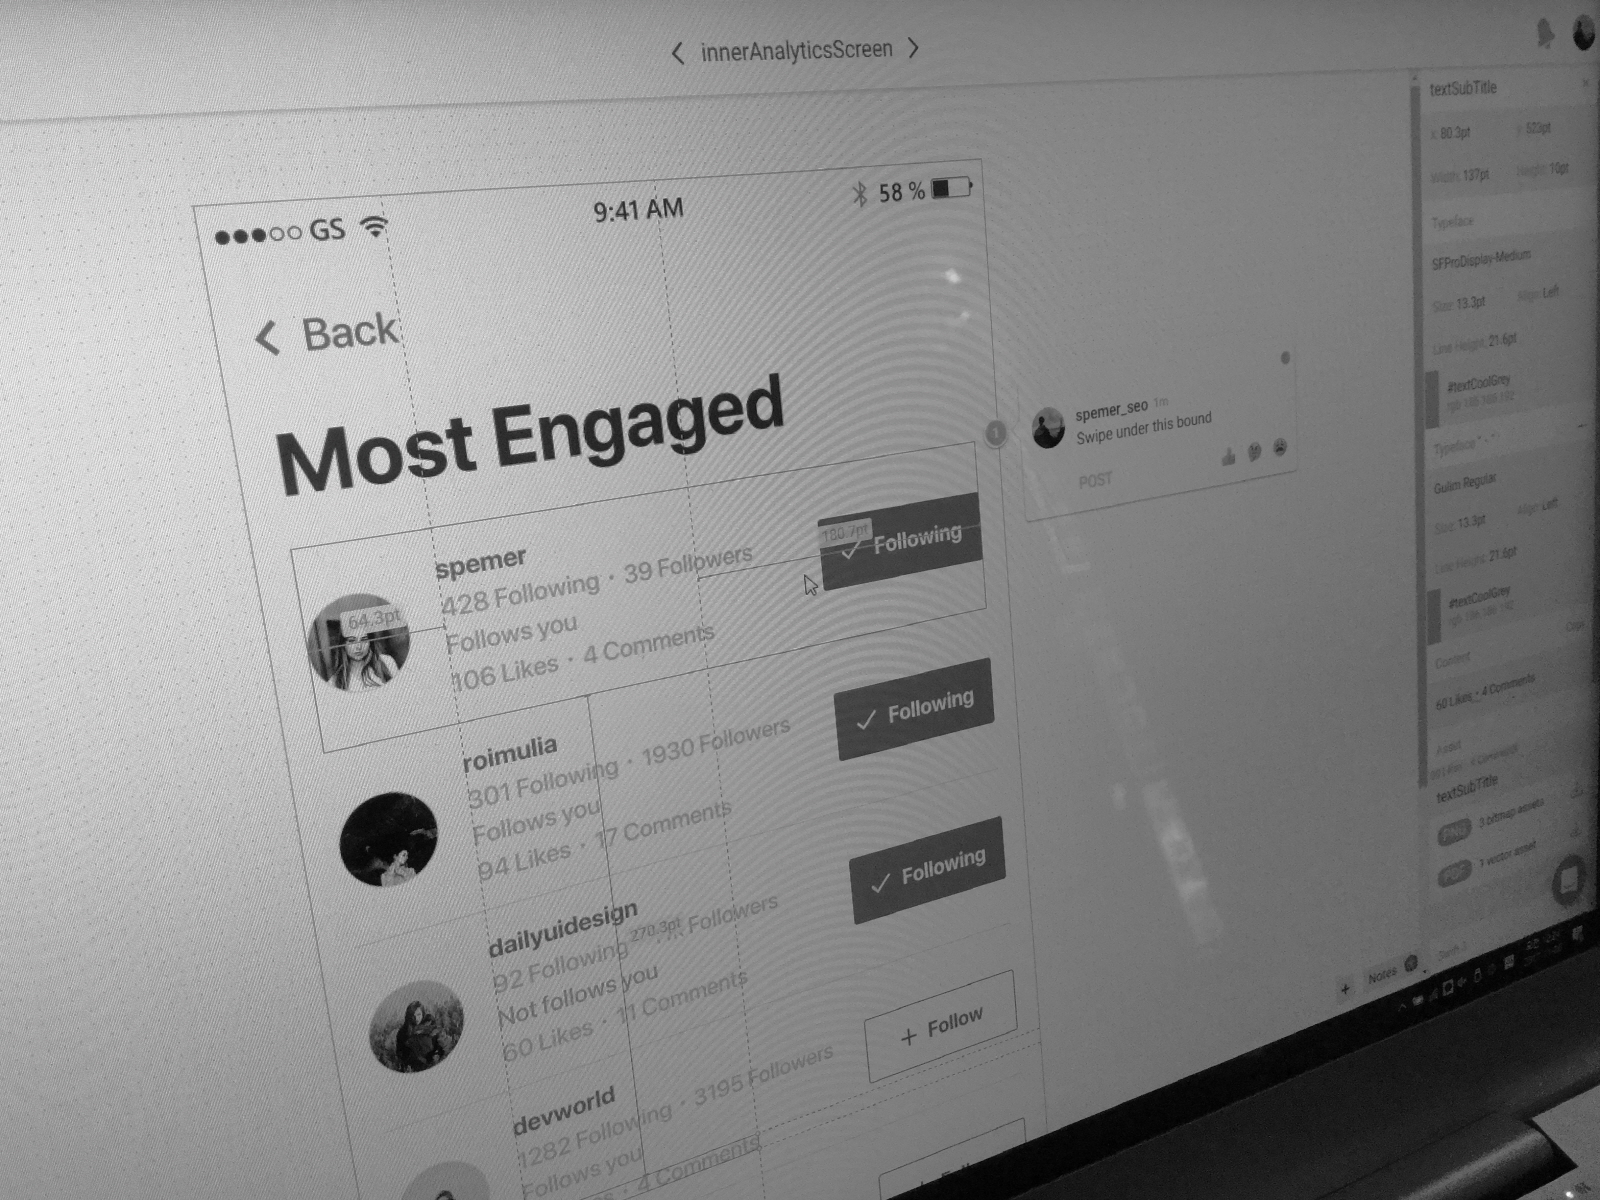 innerAnalyticsScreen
GS
9:41 AM
58 %
Back
Most Engaged
spemer
428 Following · 39 Followers
Follows you
106 Likes · 4 Comments
64.3pt
180.7pt
Following
roimulia
301 Following · 1930 Followers
Follows you
94 Likes · 17 Comments
Following
dailyuidesign
92 Following
Followers
270.3pt
Not follows you
60 Likes · 11 Comments
Following
devworld
1282 Following · 3195 Followers
Follows you
4 Comments
+ Follow
1
spemer_seo 1m
Swipe under this bound
POST
textSubTitle
x: 80.3pt
y: 523pt
Width: 137pt
Height: 10pt
Typeface
SFProDisplay-Medium
Size: 13.3pt
Align: Left
Line Height: 21.6pt
#textCoolGrey
Typeface
Gulim Regular
Size: 13.3pt
Align: Left
Line Height: 21.6pt
#textCoolGrey
Content
60 Likes · 4 Comments
textSubTitle
PNG 3 bitmap assets
PDF 1 vector asset
+ Notes